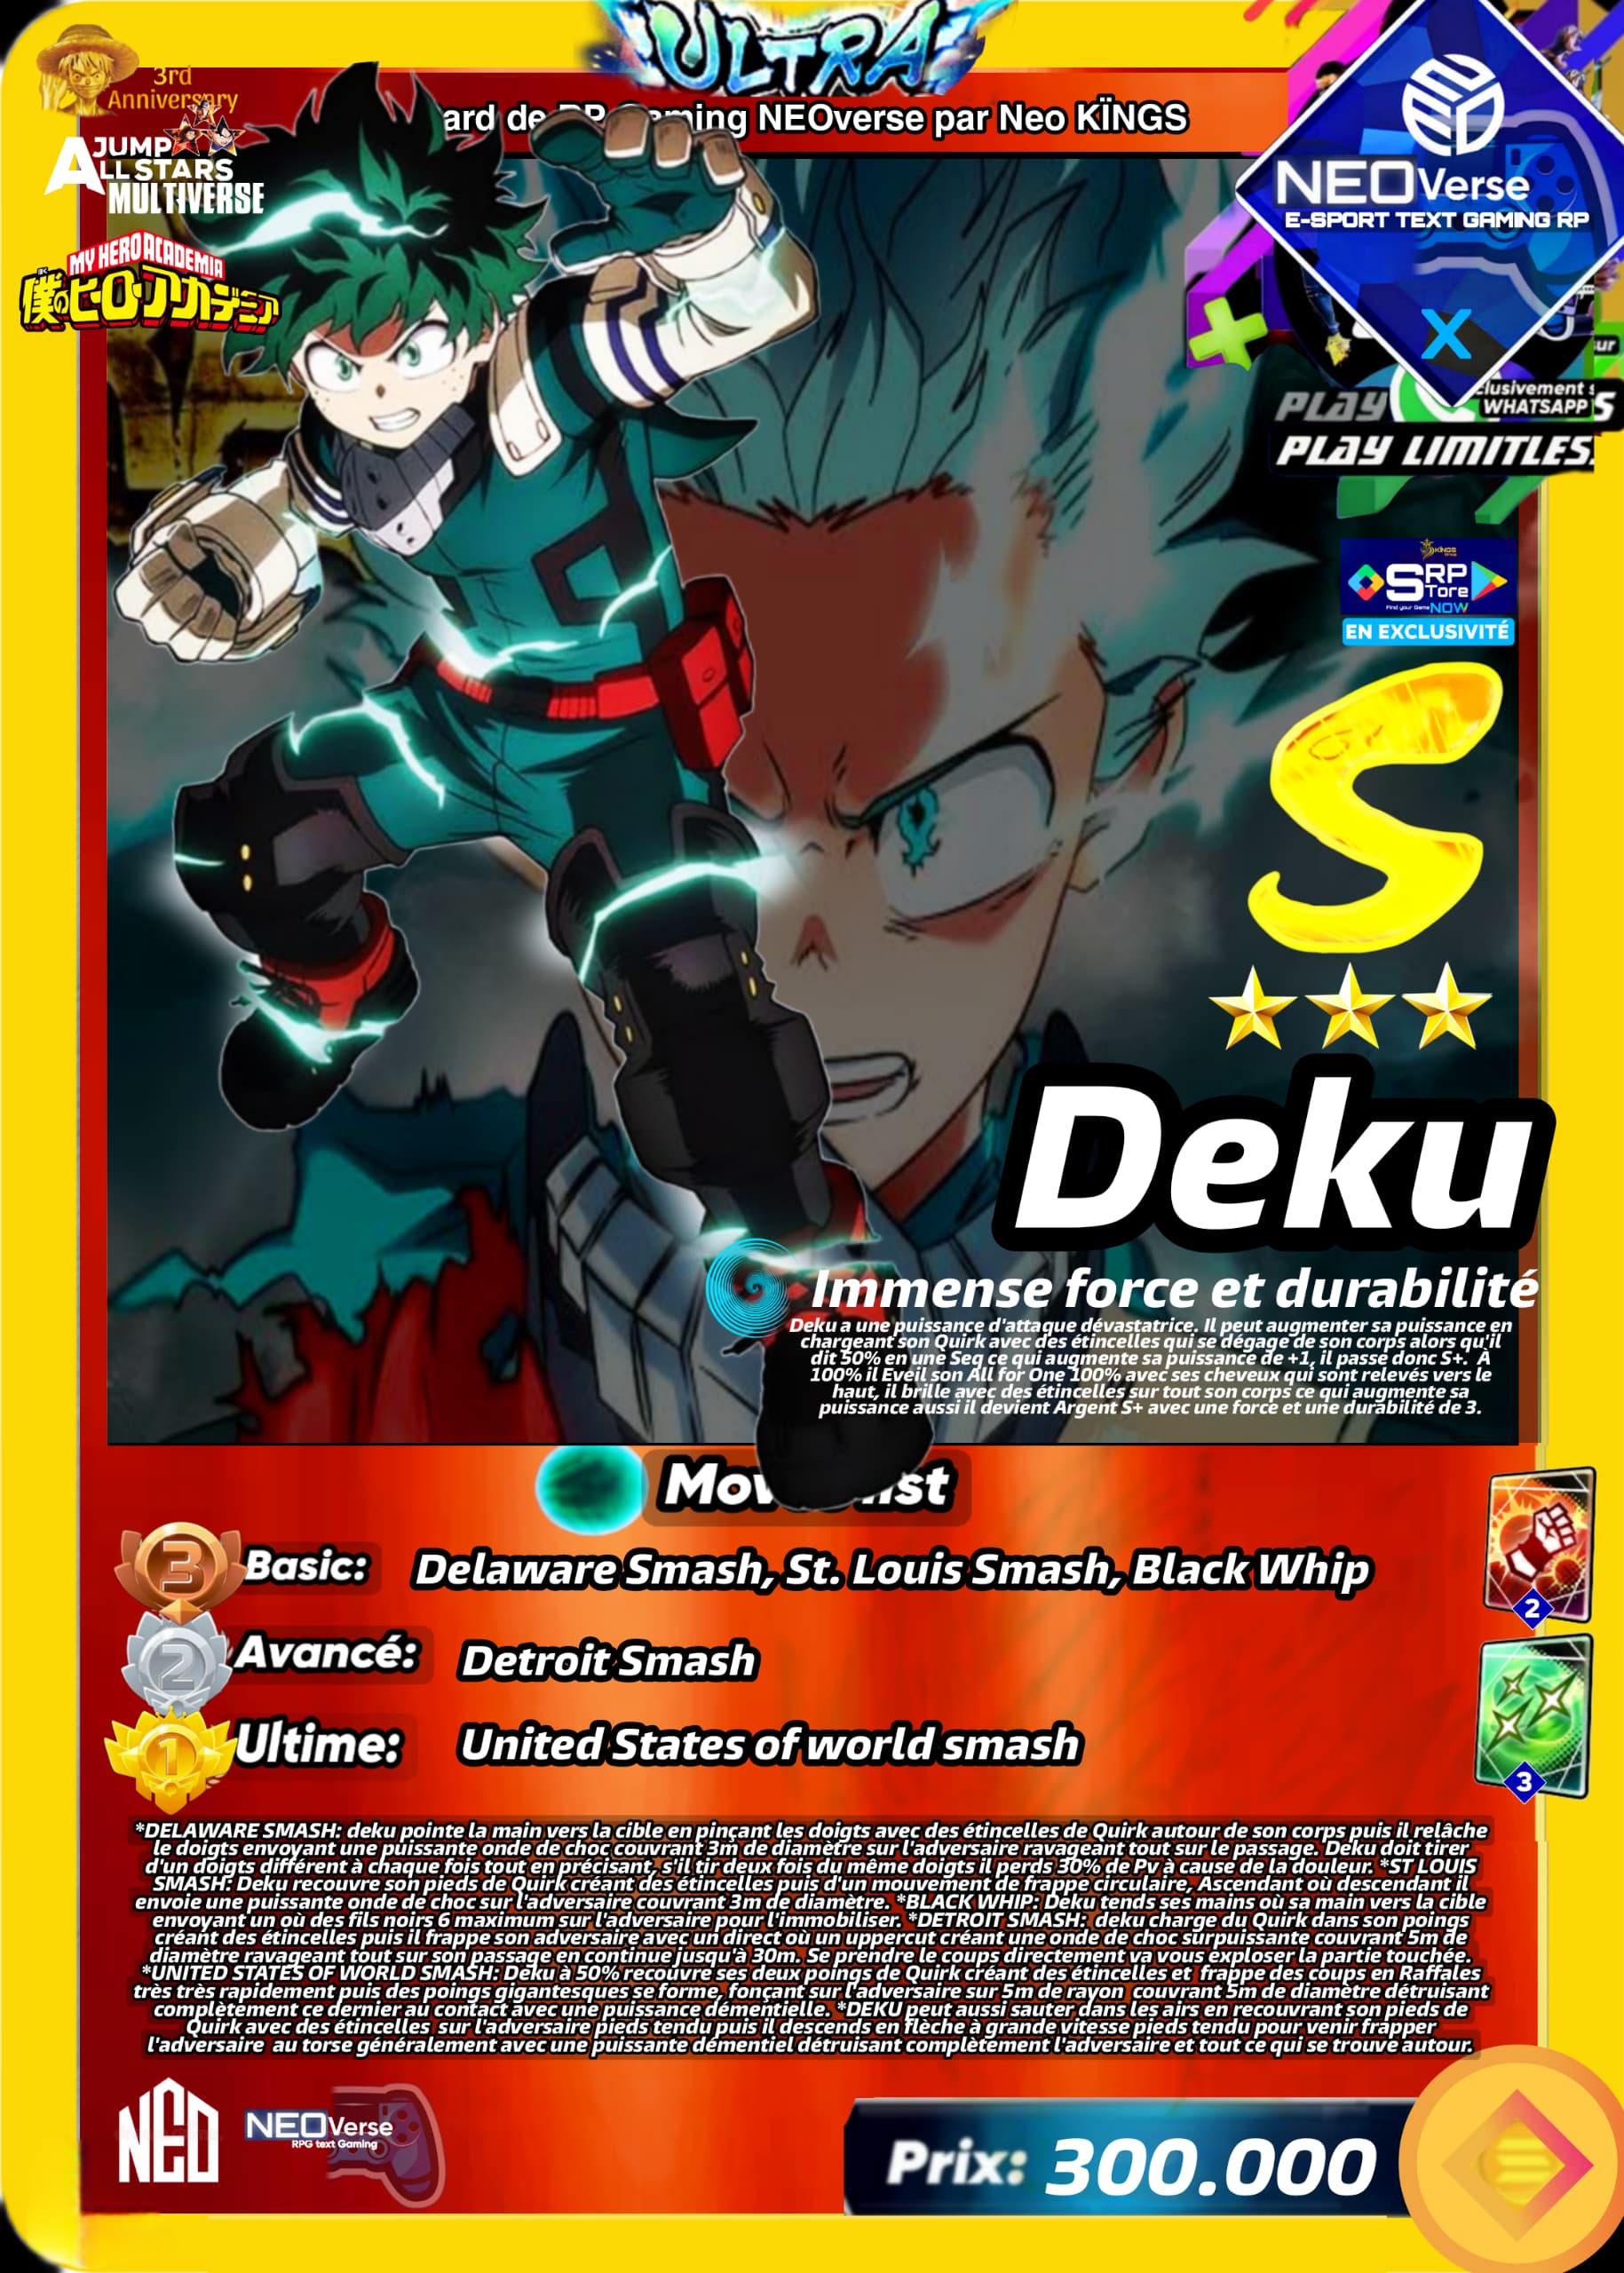 ULTRA
3rd
Anniversary
ard de RP Gaming NEOverse par Neo KÏNGS
JUMP
ALL STARS
MULTIVERSE
MY HERO ACADEMIA
僕のヒーローアカデミア
NEOVerse
E-SPORT TEXT GAMING RP
X
ur
PLAY
clusivement s
WHATSAPP
S
PLAY LIMITLES
KÏNGS
SRP
Tore
Find your Game NOW
EN EXCLUSIVITÉ
S
Deku
Immense force et durabilité
Deku a une puissance d'attaque dévastatrice. Il peut augmenter sa puissance en
chargeant son Quirk avec des étincelles qui se dégage de son corps alors qu'il
dit 50% en une Seq ce qui augmente sa puissance de +1, il passe donc S+. À
100% il Eveil son All for One 100% avec ses cheveux qui sont relevés vers le
haut, il brille avec des étincelles sur tout son corps ce qui augmente sa
puissance aussi il devient Argent S+ avec une force et une durabilité de 3.
Mov ist
3 Basic: Delaware Smash, St. Louis Smash, Black Whip
2
2 Avancé: Detroit Smash
1 Ultime: United States of world smash
3
*DELAWARE SMASH: deku pointe la main vers la cible en pinçant les doigts avec des étincelles de Quirk autour de son corps puis il relâche
le doigts envoyant une puissante onde de choc couvrant 3m de diamètre sur l'adversaire ravageant tout sur le passage. Deku doit tirer
d'un doigts différent à chaque fois tout en précisant, s'il tir deux fois du même doigts il perds 30% de Pv à cause de la douleur. *ST LOUIS
SMASH: Deku recouvre son pieds de Quirk créant des étincelles puis d'un mouvement de frappe circulaire, Ascendant où descendant il
envoie une puissante onde de choc sur l'adversaire couvrant 3m de diamètre. *BLACK WHIP: Deku tends ses mains où sa main vers la cible
envoyant un où des fils noirs 6 maximum sur l'adversaire pour l'immobiliser. *DETROIT SMASH: deku charge du Quirk dans son poings
créant des étincelles puis il frappe son adversaire avec un direct où un uppercut créant une onde de choc surpuissante couvrant 5m de
diamètre ravageant tout sur son passage en continue jusqu'à 30m. Se prendre le coups directement va vous exploser la partie touchée.
*UNITED STATES OF WORLD SMASH: Deku à 50% recouvre ses deux poings de Quirk créant des étincelles et frappe des coups en Raffales
très très rapidement puis des poings gigantesques se forme, fonçant sur l'adversaire sur 5m de rayon couvrant 5m de diamètre détruisant
complètement ce dernier au contact avec une puissance démentielle. *DEKU peut aussi sauter dans les airs en recouvrant son pieds de
Quirk avec des étincelles sur l'adversaire pieds tendu puis il descends en flèche à grande vitesse pieds tendu pour venir frapper
l'adversaire au torse généralement avec une puissante démentiel détruisant complètement l'adversaire et tout ce qui se trouve autour.
NEO
NEOVerse
RPG text Gaming
Prix: 300.000